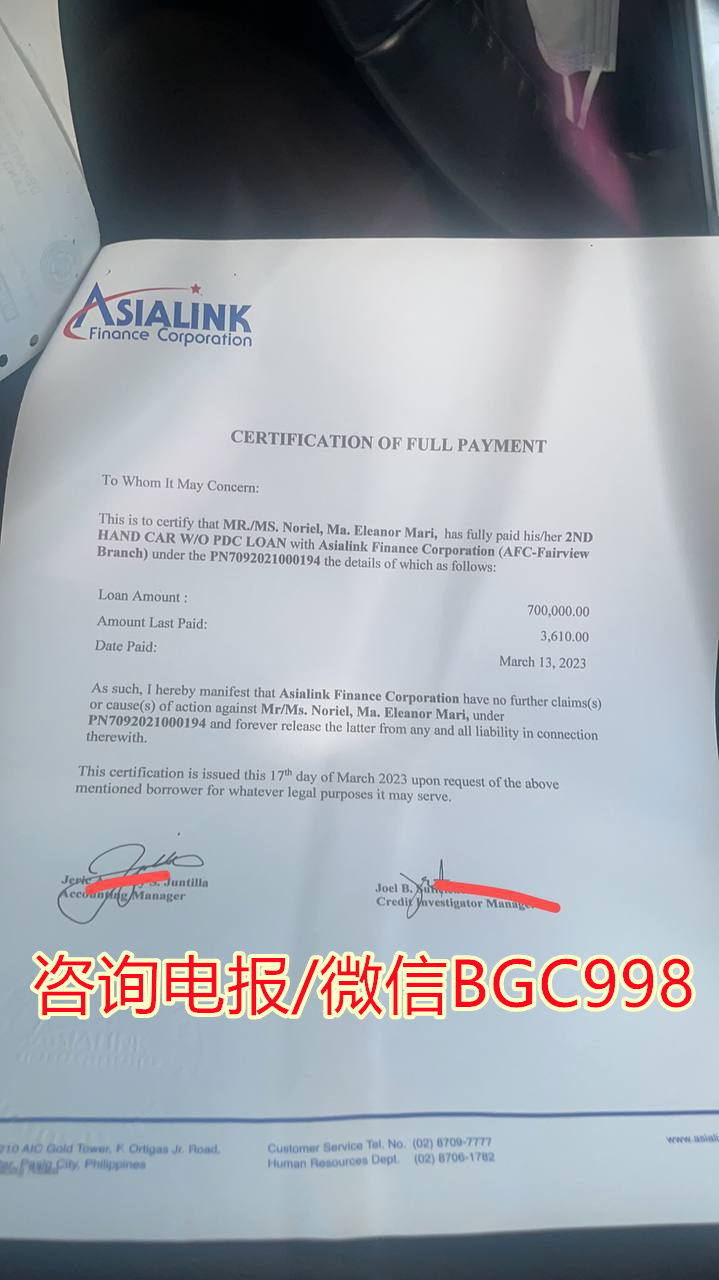 ASIALINK
Finance Corporation
CERTIFICATION OF FULL PAYMENT
To Whom It May Concern:
This is to certify that MR./MS. Noriel, Ma. Eleanor Mari, has fully paid his/her 2ND
HAND CAR W/O PDC LOAN with Asialink Finance Corporation (AFC-Fairview
Branch) under the PN7092021000194 the details of which as follows:
Loan Amount : 700,000.00
Amount Last Paid: 3,610.00
Date Paid: March 13, 2023
As such, I hereby manifest that Asialink Finance Corporation have no further claims(s)
or cause(s) of action against Mr/Ms. Noriel, Ma. Eleanor Mari, under
PN7092021000194 and forever release the latter from any and all liability in connection
therewith.
This certification is issued this 17th day of March 2023 upon request of the above
mentioned borrower for whatever legal purposes it may serve.
Juntilla
Accounting Manager
Joel B.
Credit Investigator Manager
咨询电报/微信BGC998
ASIALINK
AIC Gold Tower, F. Ortigas Jr. Road,
Pasig City, Philippines
Customer Service Tel. No. (02) 8709-7777
Human Resources Dept. (02) 8706-1782